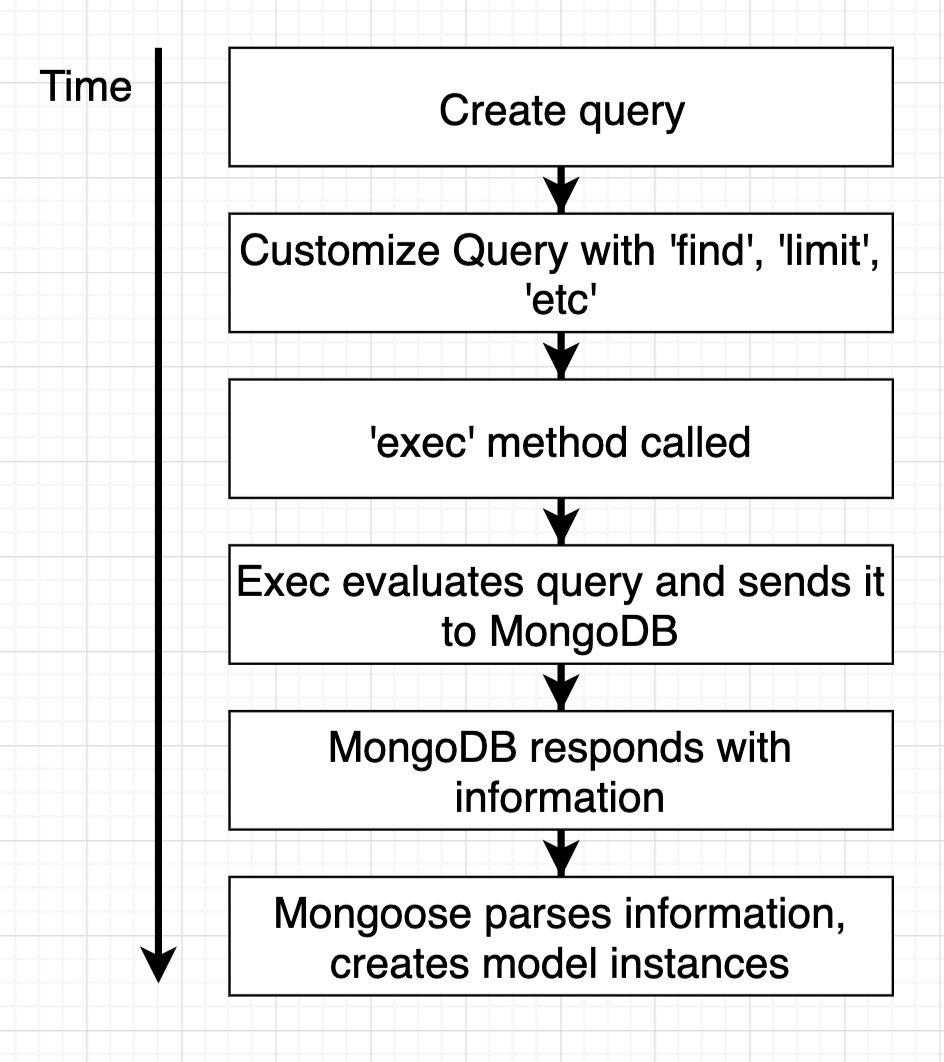 Time
Create query
Customize Query with 'find', 'limit',
'etc'
'exec' method called
Exec evaluates query and sends it
to MongoDB
MongoDB responds with
information
Mongoose parses information,
creates model instances